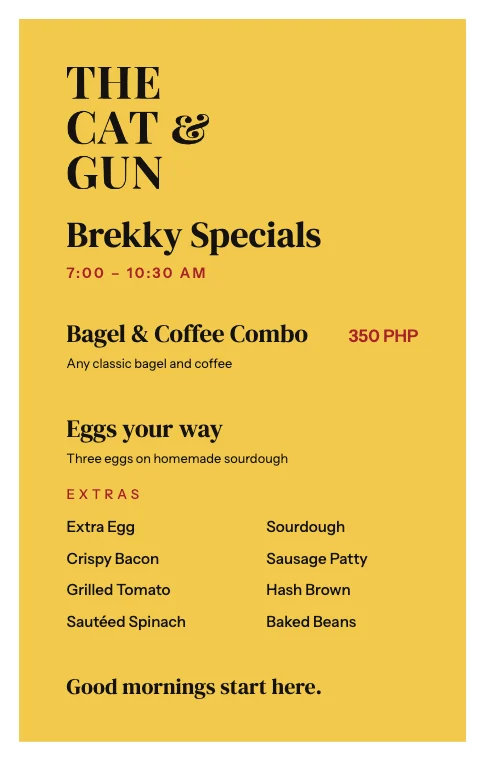 THE
CAT &
GUN
Brekky Specials
7:00 – 10:30 AM
Bagel & Coffee Combo 350 PHP
Any classic bagel and coffee
Eggs your way
Three eggs on homemade sourdough
EXTRAS
Extra Egg Sourdough
Crispy Bacon Sausage Patty
Grilled Tomato Hash Brown
Sautéed Spinach Baked Beans
Good mornings start here.